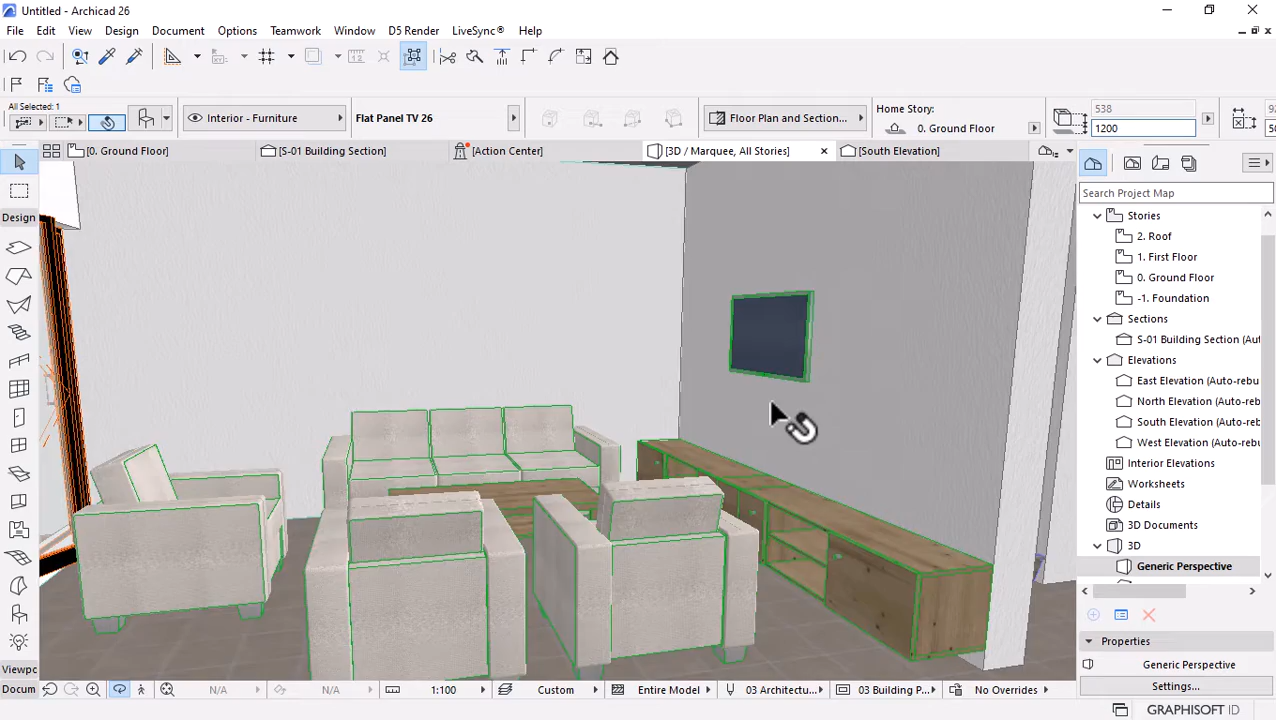 Untitled - Archicad 26
File Edit View Design Document Options Teamwork Window D5 Render LiveSync® Help
All Selected: 1
Interior - Furniture
Flat Panel TV 26
Floor Plan and Section...
Home Story:
0. Ground Floor
538
1200
[0. Ground Floor]
[S-01 Building Section]
[Action Center]
[3D / Marquee, All Stories]
[South Elevation]
Design
Search Project Map
Stories
2. Roof
1. First Floor
0. Ground Floor
-1. Foundation
Sections
S-01 Building Section (Aut
Elevations
East Elevation (Auto-rebu
North Elevation (Auto-reb
South Elevation (Auto-reb
West Elevation (Auto-reb
Interior Elevations
Worksheets
Details
3D Documents
3D
Generic Perspective
Properties
Generic Perspective
Settings...
Viewpc
Docum
N/A
N/A
1:100
Custom
Entire Model
03 Architectu...
03 Building P...
No Overrides
GRAPHISOFT ID